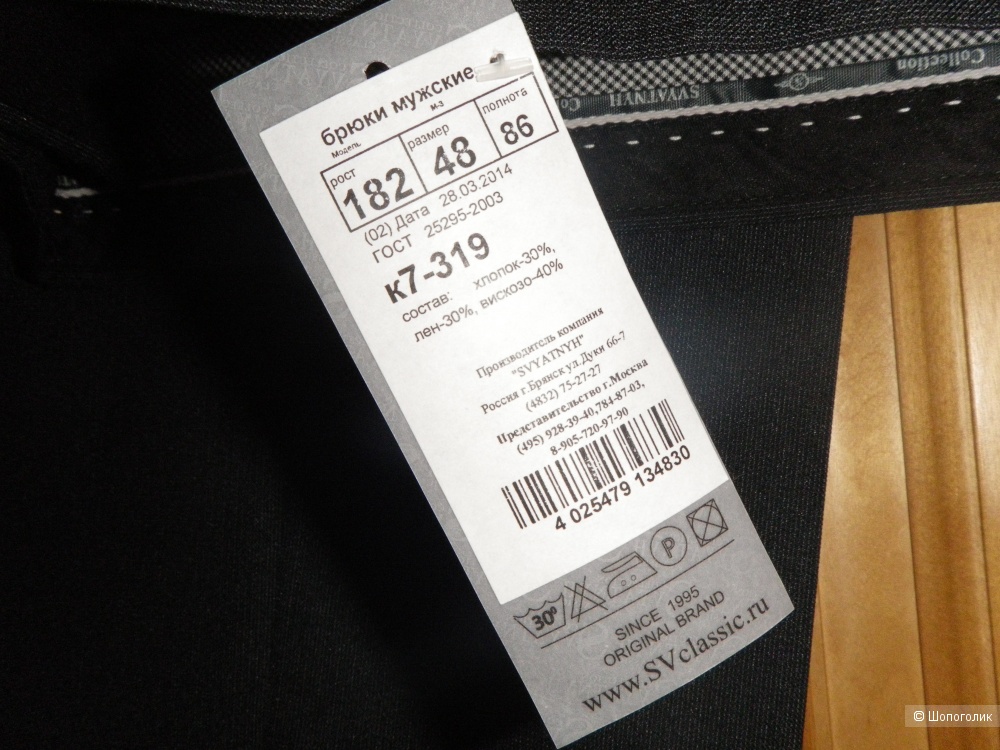 брюки мужские
Модель
м-3
рост
размер
полнота
182
48
86
(02) Дата 28.03.2014
ГОСТ 25295-2003
к7-319
состав: хлопок-30%,
лен-30%, вискозо-40%
Производитель компания
"SVYATNYH"
Россия г.Брянск ул.Дуки 66-7
(4832) 75-27-27
Представительство г.Москва
(495) 928-39-40,784-87-03,
8-905-720-97-90
4 025479 134830
30°
P
SINCE 1995
ORIGINAL BRAND
www.SVclassic.ru
Collection
SVYATNYH
Co
© Шопоголик